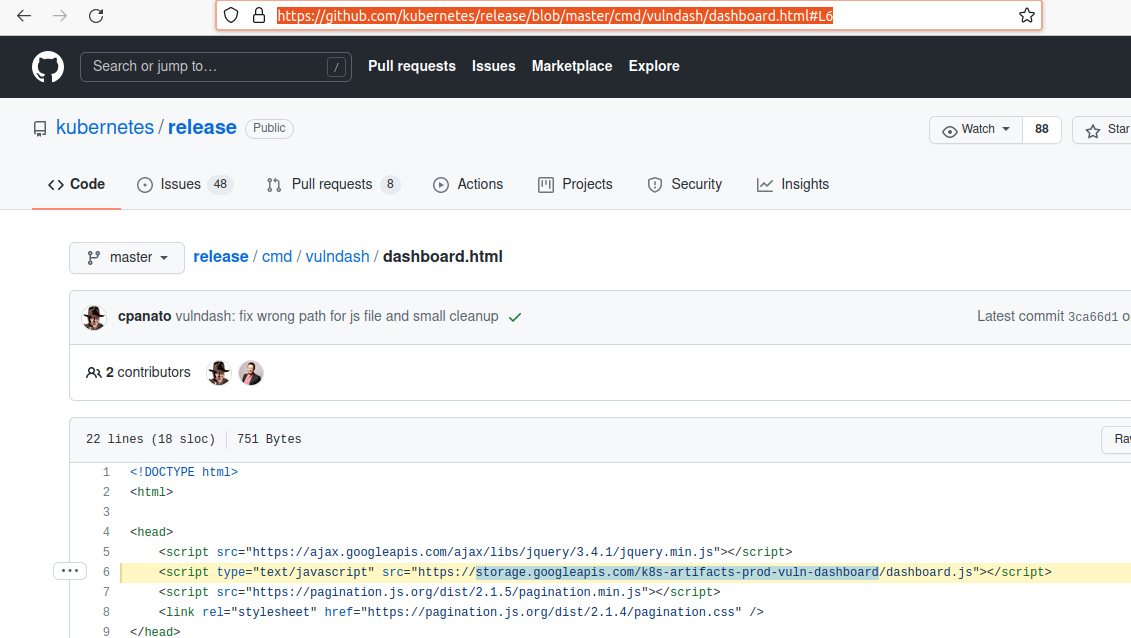 https://github.com/kubernetes/release/blob/master/cmd/vulndash/dashboard.html#L6
Search or jump to… / Pull requests Issues Marketplace Explore
kubernetes / release Public Watch 88 Star
Code Issues 48 Pull requests 8 Actions Projects Security Insights
master release / cmd / vulndash / dashboard.html
cpanato vulndash: fix wrong path for js file and small cleanup Latest commit 3ca66d1 o
2 contributors
22 lines (18 sloc) 751 Bytes Ra
1 <!DOCTYPE html>
2 <html>
3
4 <head>
5 <script src="https://ajax.googleapis.com/ajax/libs/jquery/3.4.1/jquery.min.js"></script>
6 <script type="text/javascript" src="https://storage.googleapis.com/k8s-artifacts-prod-vuln-dashboard/dashboard.js"></script>
7 <script src="https://pagination.js.org/dist/2.1.5/pagination.min.js"></script>
8 <link rel="stylesheet" href="https://pagination.js.org/dist/2.1.4/pagination.css" />
9 </head>